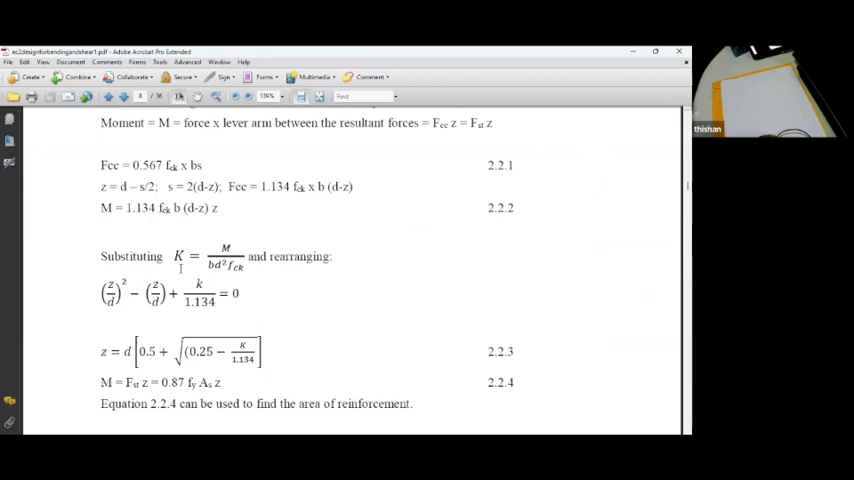 ec2designforbendingandshear1.pdf - Adobe Acrobat Pro Extended
File Edit View Document Comments Forms Tools Advanced Window Help
Create Combine Collaborate Secure Sign Forms Multimedia Comment
8 / 36 139% Find
Moment = M = force x lever arm between the resultant forces = Fcc z = Fst z
thishan
Fcc = 0.567 fck x bs 2.2.1
z = d – s/2; s = 2(d-z); Fcc = 1.134 fck x b (d-z)
M = 1.134 fck b (d-z) z 2.2.2
Substituting K = M / bd²fck and rearranging:
(z/d)² − (z/d) + k/1.134 = 0
z = d [0.5 + √(0.25 − K/1.134] 2.2.3
M = Fst z = 0.87 fy As z 2.2.4
Equation 2.2.4 can be used to find the area of reinforcement.